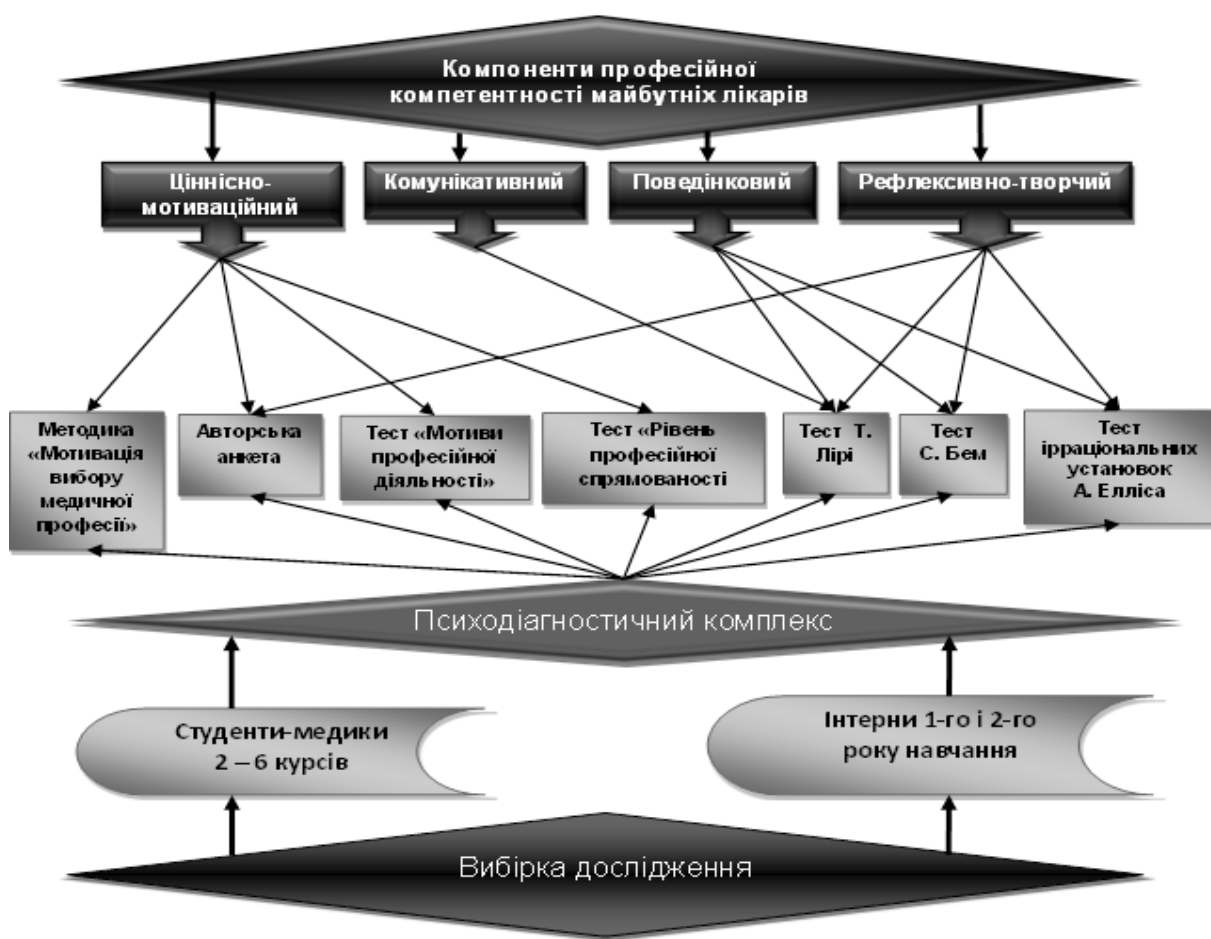 Компоненти професійної
компетентності майбутніх лікарів
Ціннісно-
мотиваційний
Комунікативний
Поведінковий
Рефлексивно-творчий
Методика
«Мотивація
вибору
медичної
професії»
Авторська
анкета
Тест «Мотиви
професійної
діяльності»
Тест «Рівень
професійної
спрямованості
Тест Т.
Лірі
Тест
С. Бем
Тест
ірраціональних
установок
А. Елліса
Психодіагностичний комплекс
Студенти-медики
2 – 6 курсів
Інтерни 1-го і 2-го
року навчання
Вибірка дослідження